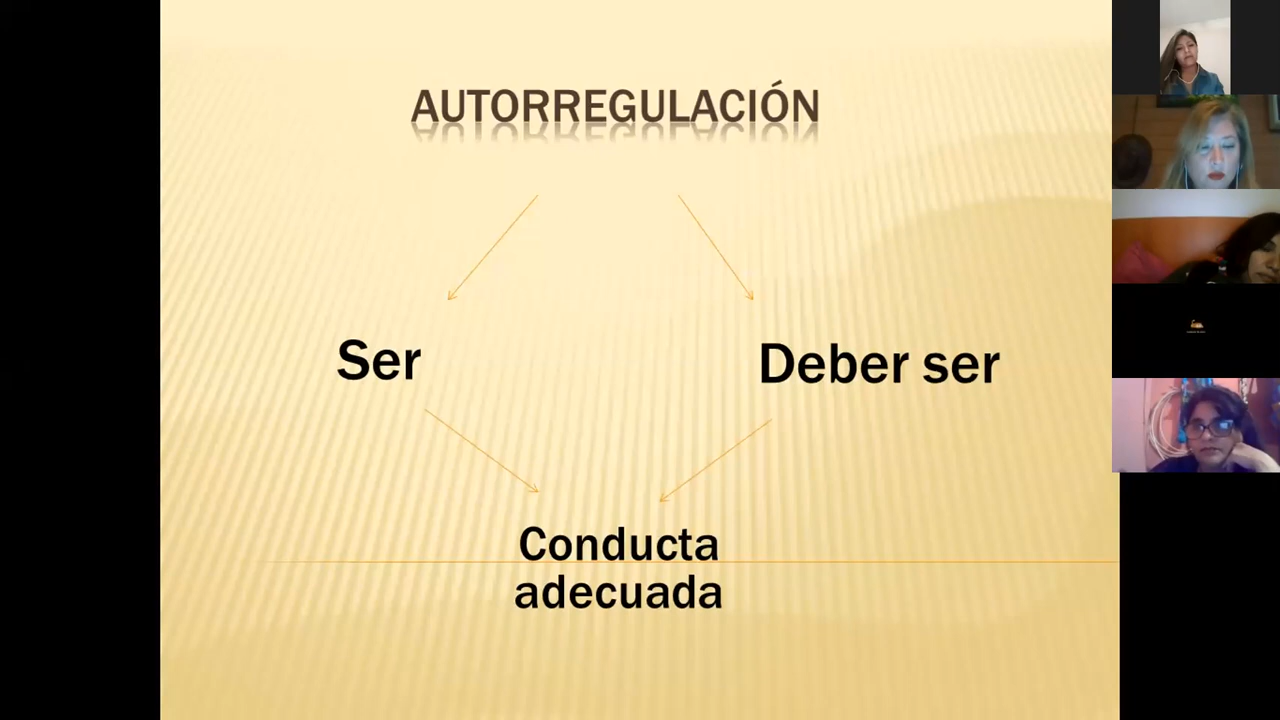 AUTORREGULACIÓN
Ser
Deber ser
Conducta
adecuada